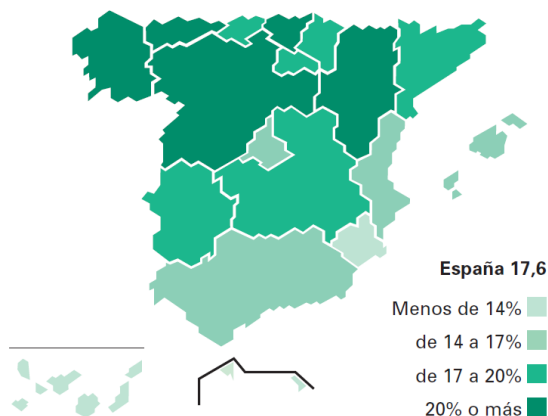 España 17,6
Menos de 14%
de 14 a 17%
de 17 a 20%
20% o más